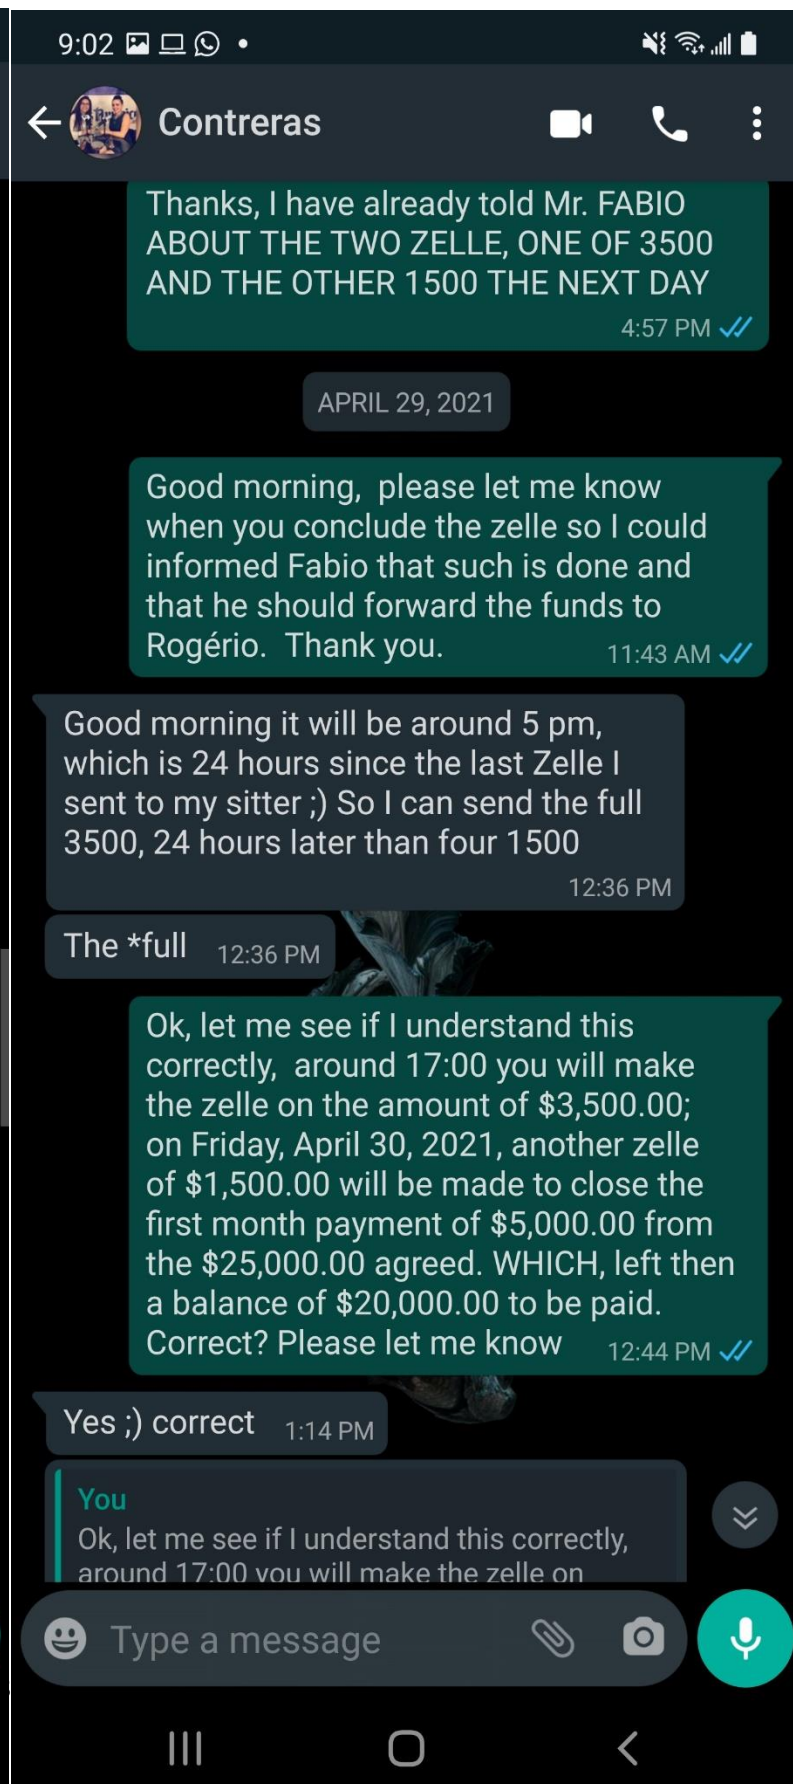 9:02
Contreras
Thanks, I have already told Mr. FABIO
ABOUT THE TWO ZELLE, ONE OF 3500
AND THE OTHER 1500 THE NEXT DAY
4:57 PM
APRIL 29, 2021
Good morning,  please let me know
when you conclude the zelle so I could
informed Fabio that such is done and
that he should forward the funds to
Rogério.  Thank you.
11:43 AM
Good morning it will be around 5 pm,
which is 24 hours since the last Zelle I
sent to my sitter ;) So I can send the full
3500, 24 hours later than four 1500
12:36 PM
The *full 12:36 PM
Ok, let me see if I understand this
correctly,  around 17:00 you will make
the zelle on the amount of $3,500.00;
on Friday, April 30, 2021, another zelle
of $1,500.00 will be made to close the
first month payment of $5,000.00 from
the $25,000.00 agreed. WHICH, left then
a balance of $20,000.00 to be paid.
Correct? Please let me know
12:44 PM
Yes ;) correct 1:14 PM
You
Ok, let me see if I understand this correctly,
around 17:00 you will make the zelle on
Type a message